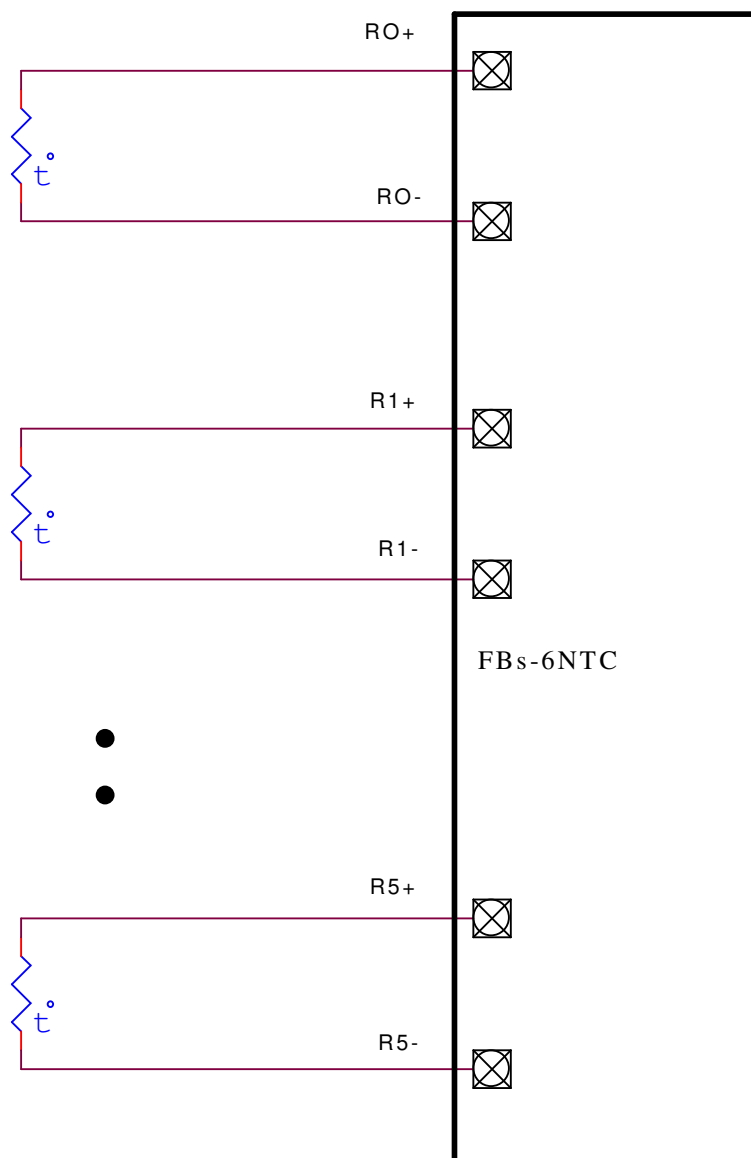 RO+
t°
RO-
R1+
t°
R1-
FBs-6NTC
R5+
t°
R5-